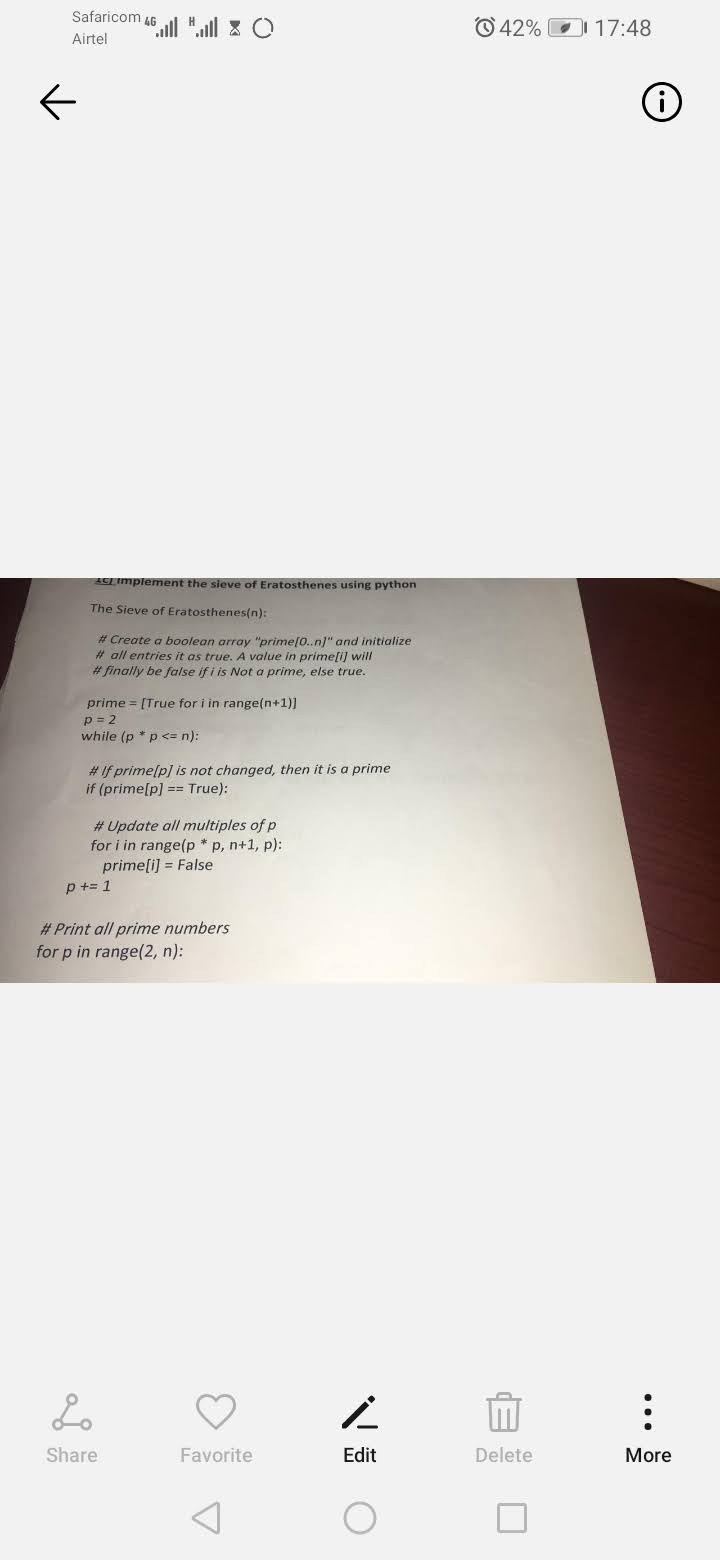 Safaricom 4G H 42% 17:48
Airtel
1c) Implement the sieve of Eratosthenes using python
The Sieve of Eratosthenes(n):
# Create a boolean array "prime[0..n]" and initialize
# all entries it as true. A value in prime[i] will
# finally be false if i is Not a prime, else true.
prime = [True for i in range(n+1)]
p = 2
while (p * p <= n):
# If prime[p] is not changed, then it is a prime
if (prime[p] == True):
# Update all multiples of p
for i in range(p * p, n+1, p):
prime[i] = False
p += 1
# Print all prime numbers
for p in range(2, n):
Share Favorite Edit Delete More